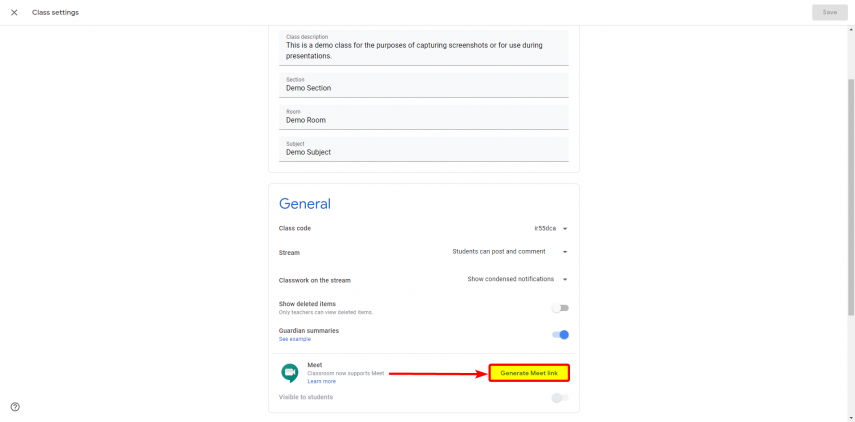 Class settings
Save
Class description
This is a demo class for the purposes of capturing screenshots or for use during
presentations.
Section
Demo Section
Room
Demo Room
Subject
Demo Subject
General
Class code
ir55dca
Stream
Students can post and comment
Classwork on the stream
Show condensed notifications
Show deleted items
Only teachers can view deleted items.
Guardian summaries
See example
Meet
Classroom now supports Meet
Learn more
Generate Meet link
Visible to students